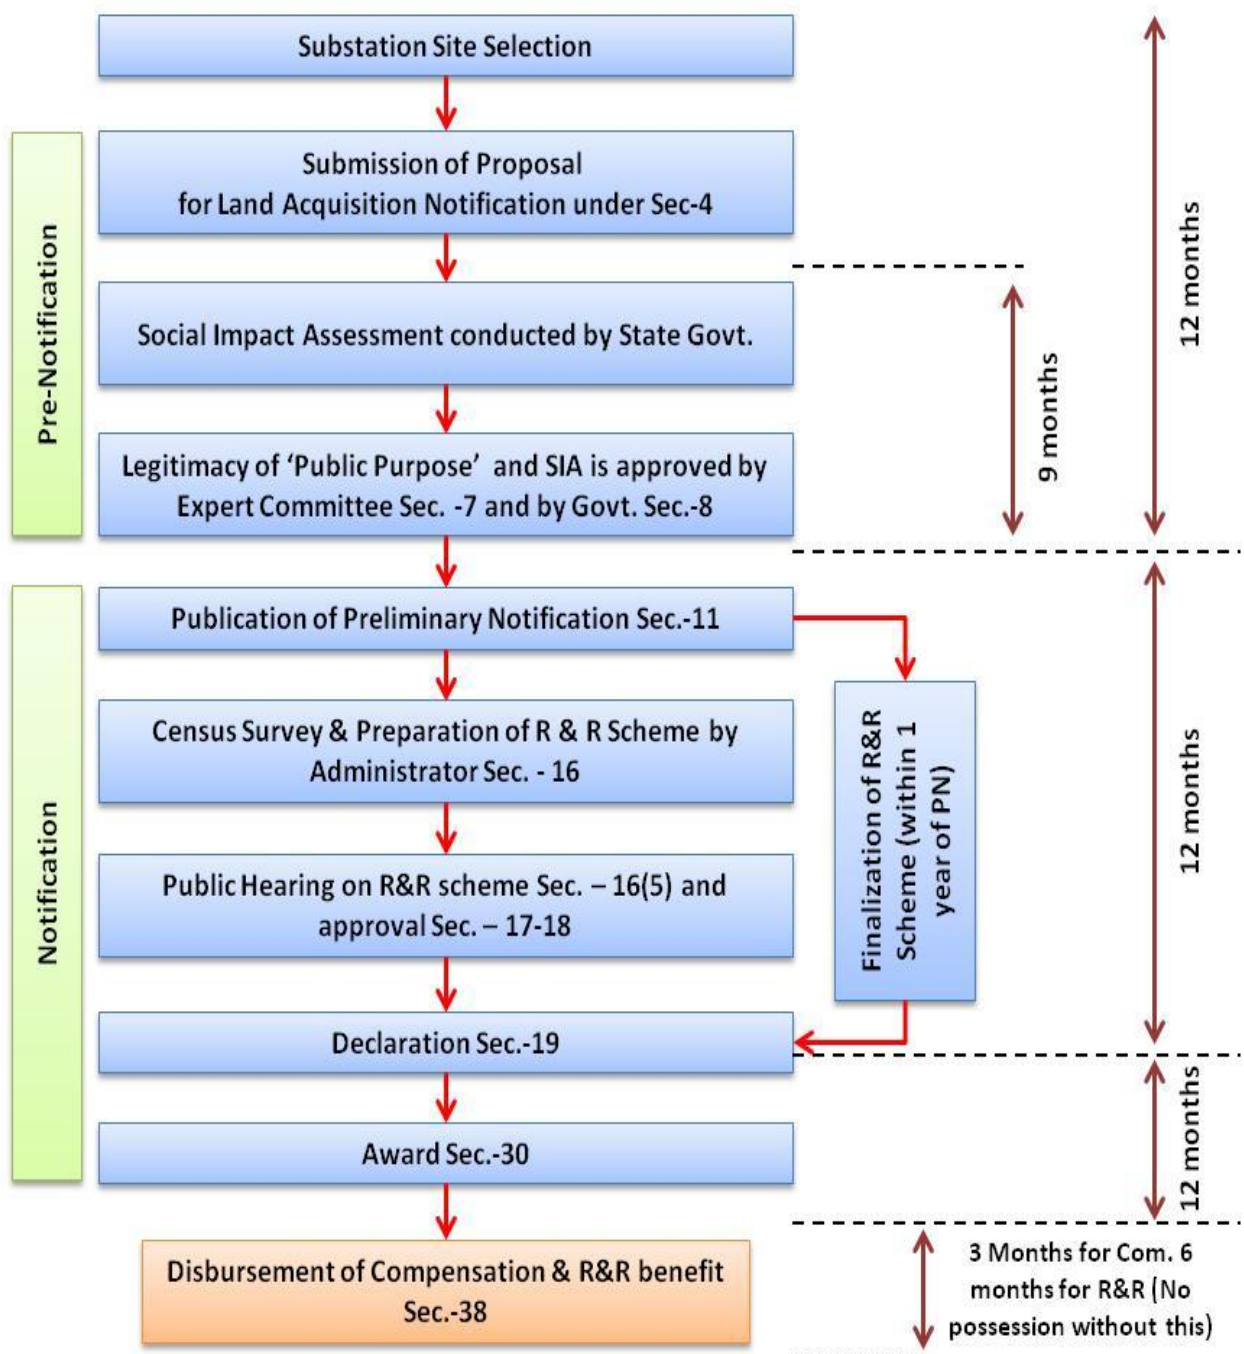 Substation Site Selection
Pre-Notification
Submission of Proposal
for Land Acquisition Notification under Sec-4
Social Impact Assessment conducted by State Govt.
Legitimacy of ‘Public Purpose’ and SIA is approved by
Expert Committee Sec. -7 and by Govt. Sec.-8
9 months
12 months
Notification
Publication of Preliminary Notification Sec.-11
Census Survey & Preparation of R & R Scheme by
Administrator Sec. - 16
Public Hearing on R&R scheme Sec. – 16(5) and
approval Sec. – 17-18
Declaration Sec.-19
Finalization of R&R
Scheme (within 1
year of PN)
12 months
Award Sec.-30
12 months
Disbursement of Compensation & R&R benefit
Sec.-38
3 Months for Com. 6
months for R&R (No
possession without this)